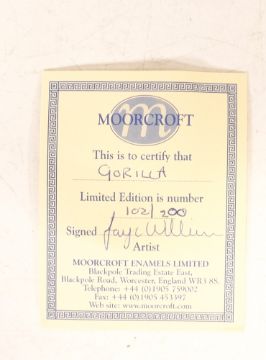 m
MOORCROFT
This is to certify that
GORILLA
Limited Edition is number
102/200
Signed Faye Williams
Artist
MOORCROFT ENAMELS LIMITED
Blackpole Trading Estate East,
Blackpole Road, Worcester, England WR3 8S.
Telephone: +44 (0)1905 759002
Fax: +44 (0)1905 453397
Web site: www.moorcroft.com